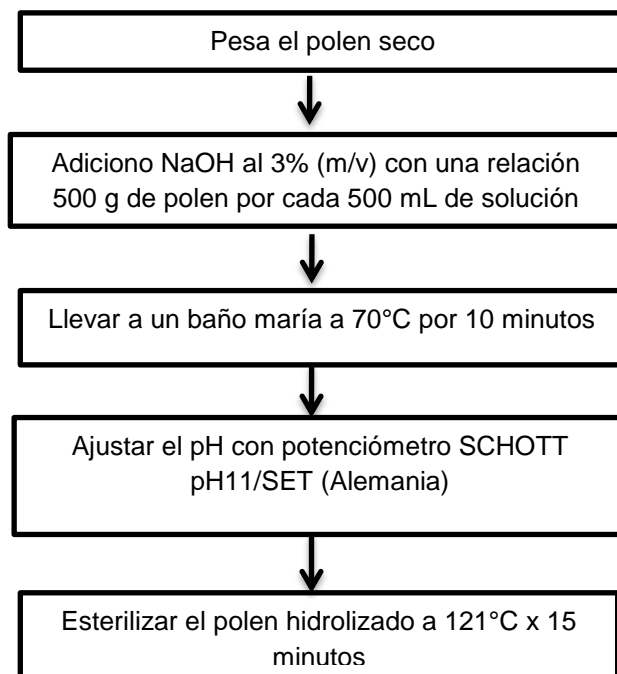 Pesa el polen seco
Adiciono NaOH al 3% (m/v) con una relación
500 g de polen por cada 500 mL de solución
Llevar a un baño maría a 70°C por 10 minutos
Ajustar el pH con potenciómetro SCHOTT
pH11/SET (Alemania)
Esterilizar el polen hidrolizado a 121°C x 15
minutos